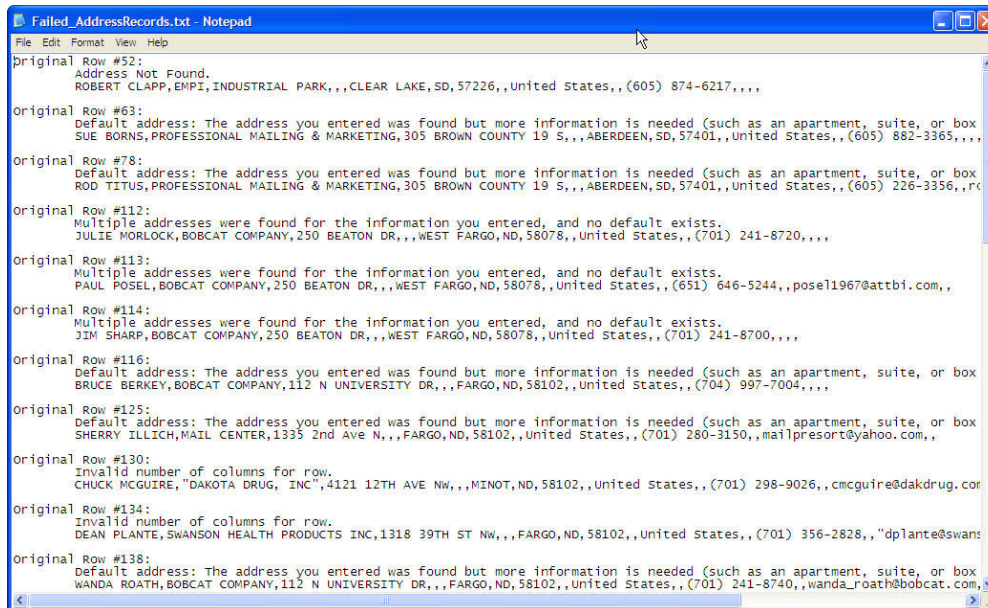 Failed_AddressRecords.txt - Notepad
File Edit Format View Help
Original Row #52:
Address Not Found.
ROBERT CLAPP,EMPI,INDUSTRIAL PARK,,,CLEAR LAKE,SD,57226,,United States,,(605) 874-6217,,,,
Original Row #63:
Default address: The address you entered was found but more information is needed (such as an apartment, suite, or box
SUE BORNS,PROFESSIONAL MAILING & MARKETING,305 BROWN COUNTY 19 S,,,ABERDEEN,SD,57401,,United States,,(605) 882-3365,,,,
Original Row #78:
Default address: The address you entered was found but more information is needed (such as an apartment, suite, or box
ROD TITUS,PROFESSIONAL MAILING & MARKETING,305 BROWN COUNTY 19 S,,,ABERDEEN,SD,57401,,United States,,(605) 226-3356,,ro
Original Row #112:
Multiple addresses were found for the information you entered, and no default exists.
JULIE MORLOCK,BOBCAT COMPANY,250 BEATON DR,,,WEST FARGO,ND,58078,,United States,,(701) 241-8720,,,,
Original Row #113:
Multiple addresses were found for the information you entered, and no default exists.
PAUL POSEL,BOBCAT COMPANY,250 BEATON DR,,,WEST FARGO,ND,58078,,United States,,(651) 646-5244,,posel1967@attbi.com,,
Original Row #114:
Multiple addresses were found for the information you entered, and no default exists.
JIM SHARP,BOBCAT COMPANY,250 BEATON DR,,,WEST FARGO,ND,58078,,United States,,(701) 241-8700,,,,
Original Row #116:
Default address: The address you entered was found but more information is needed (such as an apartment, suite, or box
BRUCE BERKEY,BOBCAT COMPANY,112 N UNIVERSITY DR,,,FARGO,ND,58102,,United States,,(704) 997-7004,,,,
Original Row #125:
Default address: The address you entered was found but more information is needed (such as an apartment, suite, or box
SHERRY ILLICH,MAIL CENTER,1335 2nd Ave N,,,FARGO,ND,58102,,United States,,(701) 280-3150,,mailpresort@yahoo.com,,
Original Row #130:
Invalid number of columns for row.
CHUCK MCGUIRE,"DAKOTA DRUG, INC",4121 12TH AVE NW,,,MINOT,ND,58102,,United States,,(701) 298-9026,,cmcguire@dakdrug.com
Original Row #134:
Invalid number of columns for row.
DEAN PLANTE,SWANSON HEALTH PRODUCTS INC,1318 39TH ST NW,,,FARGO,ND,58102,,United States,,(701) 356-2828,,"dplante@swans
Original Row #138:
Default address: The address you entered was found but more information is needed (such as an apartment, suite, or box
WANDA ROATH,BOBCAT COMPANY,112 N UNIVERSITY DR,,,FARGO,ND,58102,,United States,,(701) 241-8740,,wanda_roath@bobcat.com,